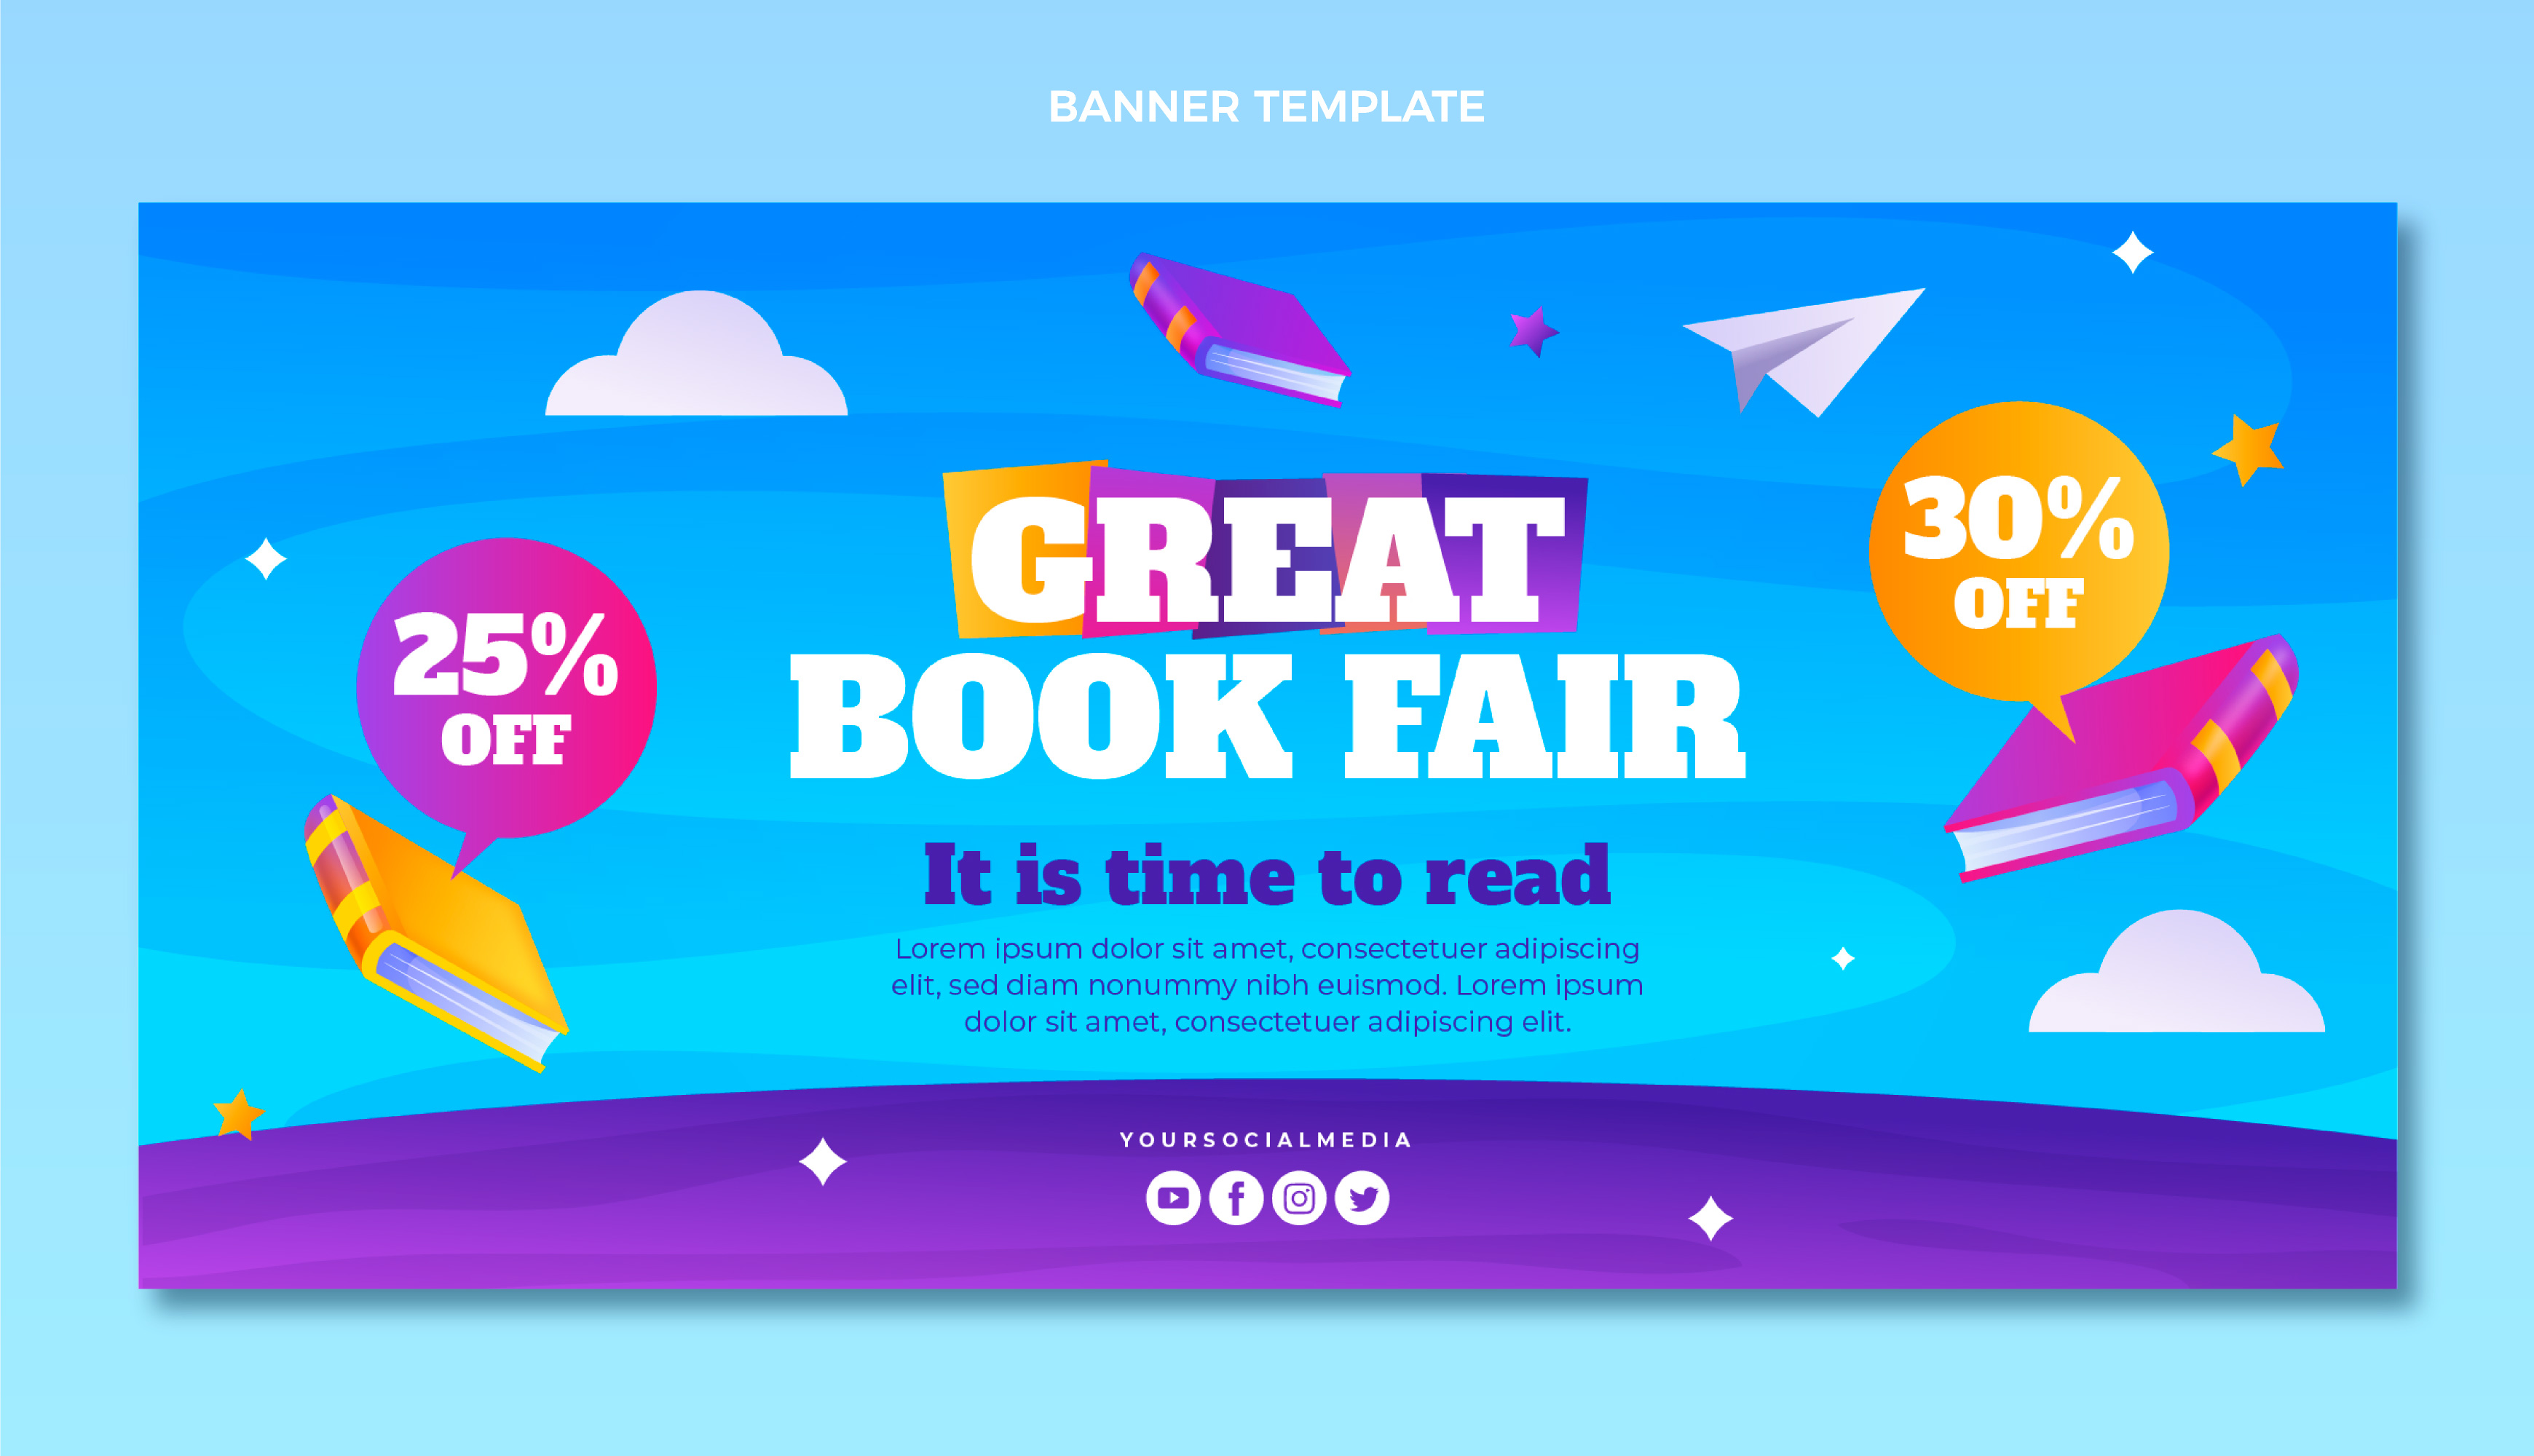 BANNER TEMPLATE
GREAT
BOOK FAIR
25%
OFF
30%
OFF
It is time to read
Lorem ipsum dolor sit amet, consectetuer adipiscing
elit, sed diam nonummy nibh euismod. Lorem ipsum
dolor sit amet, consectetuer adipiscing elit.
YOURSOCIALMEDIA